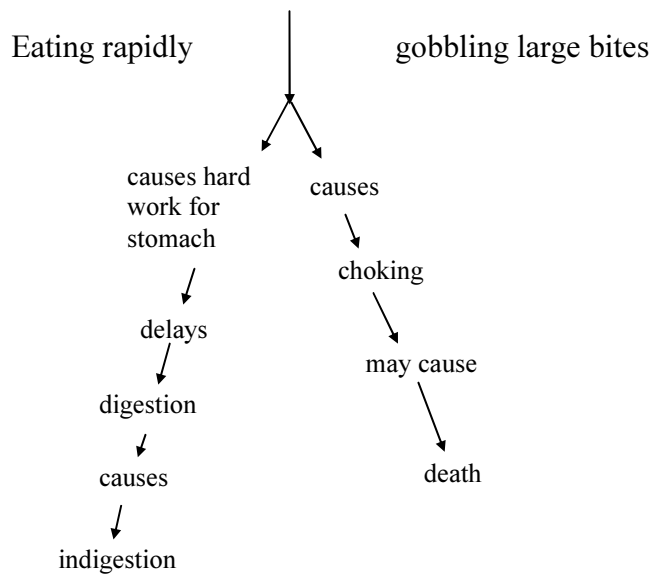 Eating rapidly
gobbling large bites
causes hard
work for
stomach
delays
digestion
causes
indigestion
causes
choking
may cause
death